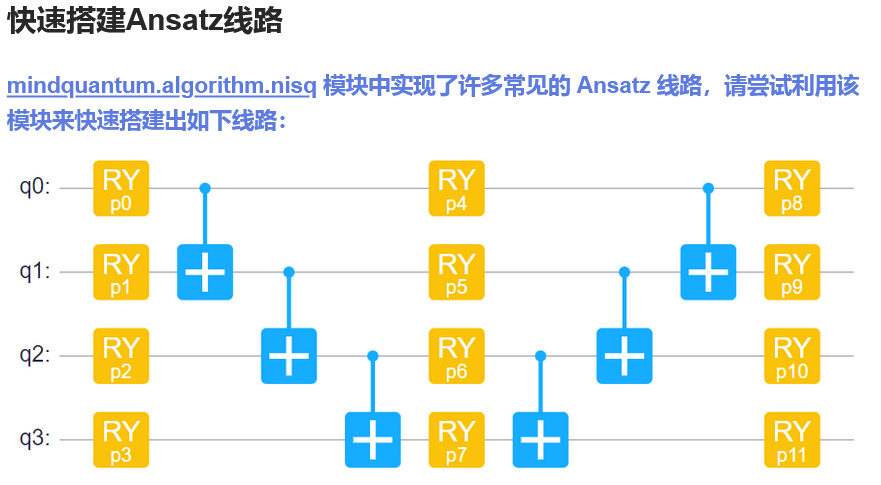 快速搭建Ansatz线路
mindquantum.algorithm.nisq 模块中实现了许多常见的 Ansatz 线路，请尝试利用该
模块来快速搭建出如下线路：
q0: RY p0 RY p4 RY p8
q1: RY p1 RY p5 RY p9
q2: RY p2 RY p6 RY p10
q3: RY p3 RY p7 RY p11